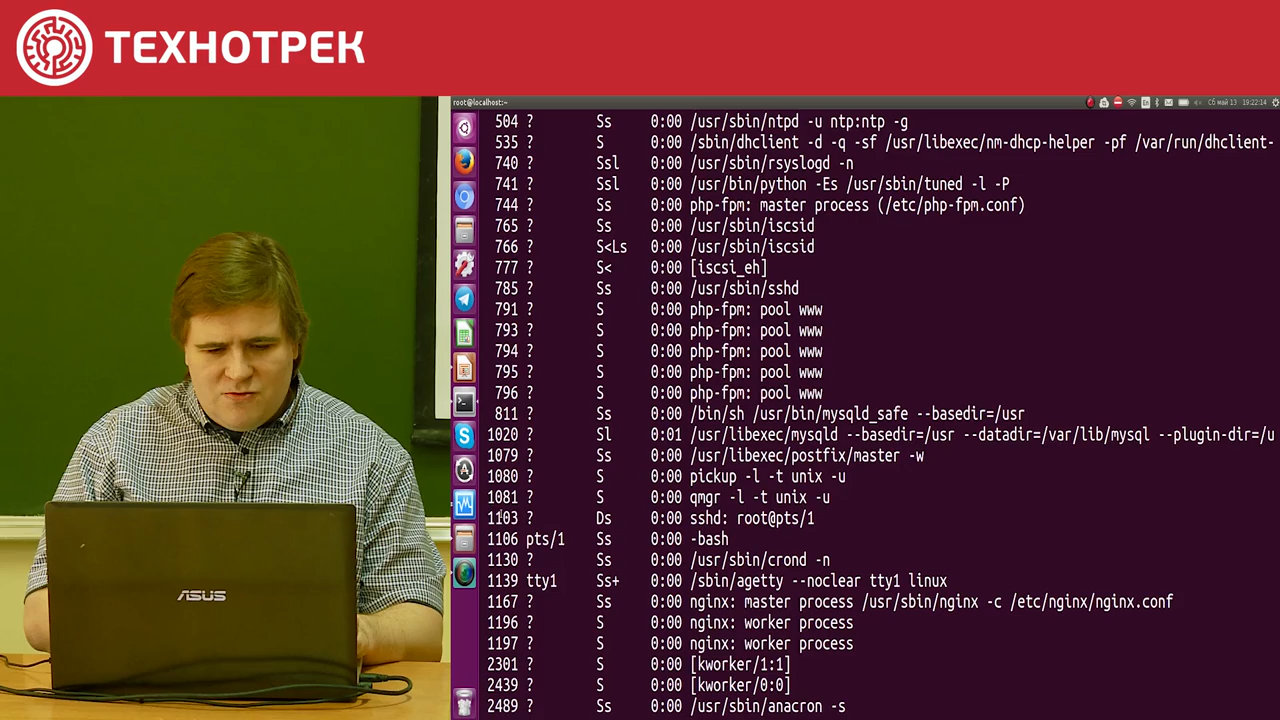 ТЕХНОТРЕК
root@localhost:~
En
Сб май 13 19:22:14
504 ? Ss 0:00 /usr/sbin/ntpd -u ntp:ntp -g
535 ? S 0:00 /sbin/dhclient -d -q -sf /usr/libexec/nm-dhcp-helper -pf /var/run/dhclient-
740 ? Ssl 0:00 /usr/sbin/rsyslogd -n
741 ? Ssl 0:00 /usr/bin/python -Es /usr/sbin/tuned -l -P
744 ? Ss 0:00 php-fpm: master process (/etc/php-fpm.conf)
765 ? Ss 0:00 /usr/sbin/iscsid
766 ? S<Ls 0:00 /usr/sbin/iscsid
777 ? S< 0:00 [iscsi_eh]
785 ? Ss 0:00 /usr/sbin/sshd
791 ? S 0:00 php-fpm: pool www
793 ? S 0:00 php-fpm: pool www
794 ? S 0:00 php-fpm: pool www
795 ? S 0:00 php-fpm: pool www
796 ? S 0:00 php-fpm: pool www
811 ? Ss 0:00 /bin/sh /usr/bin/mysqld_safe --basedir=/usr
1020 ? Sl 0:01 /usr/libexec/mysqld --basedir=/usr --datadir=/var/lib/mysql --plugin-dir=/u
1079 ? Ss 0:00 /usr/libexec/postfix/master -w
1080 ? S 0:00 pickup -l -t unix -u
1081 ? S 0:00 qmgr -l -t unix -u
1103 ? Ds 0:00 sshd: root@pts/1
1106 pts/1 Ss 0:00 -bash
1130 ? Ss 0:00 /usr/sbin/crond -n
1139 tty1 Ss+ 0:00 /sbin/agetty --noclear tty1 linux
1167 ? Ss 0:00 nginx: master process /usr/sbin/nginx -c /etc/nginx/nginx.conf
1196 ? S 0:00 nginx: worker process
1197 ? S 0:00 nginx: worker process
2301 ? S 0:00 [kworker/1:1]
2439 ? S 0:00 [kworker/0:0]
2489 ? Ss 0:00 /usr/sbin/anacron -s
ASUS